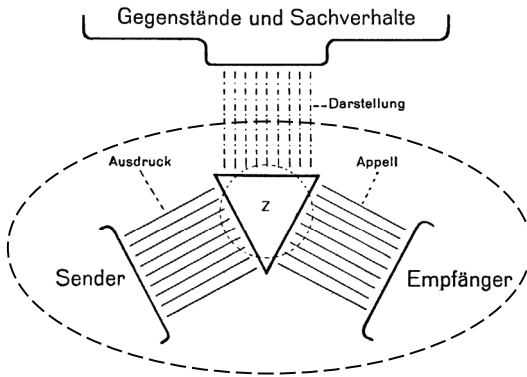 Gegenstände und Sachverhalte
Darstellung
Ausdruck
Appell
Z
Sender
Empfänger